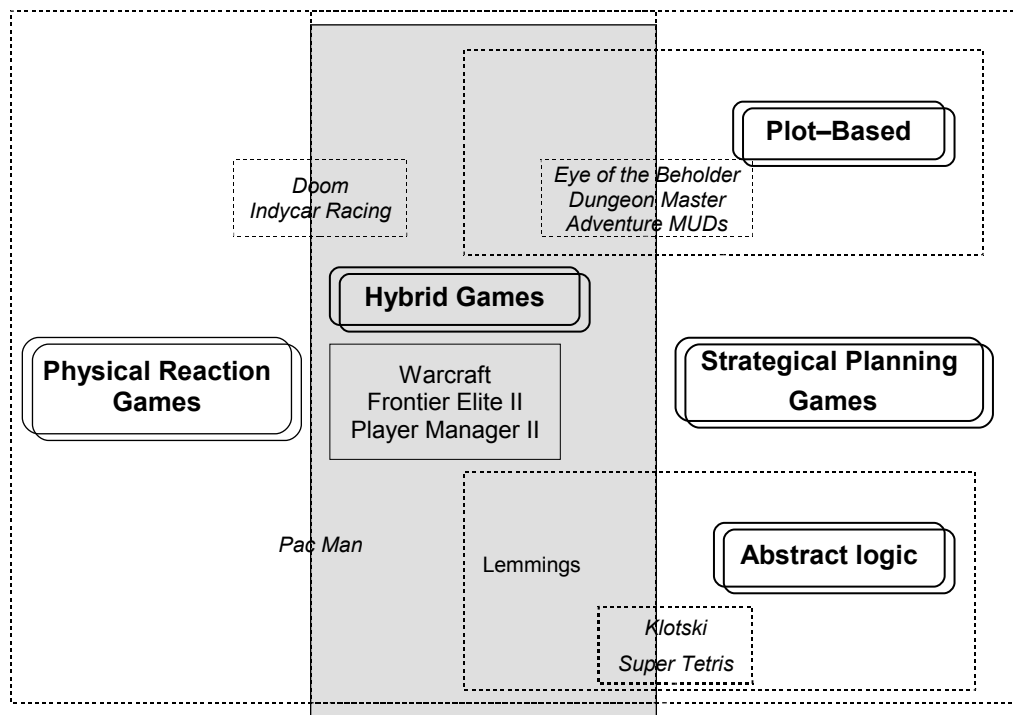 Plot–Based
Doom
Indycar Racing
Eye of the Beholder
Dungeon Master
Adventure MUDs
Hybrid Games
Physical Reaction
Games
Warcraft
Frontier Elite II
Player Manager II
Strategical Planning
Games
Pac Man
Lemmings
Abstract logic
Klotski
Super Tetris